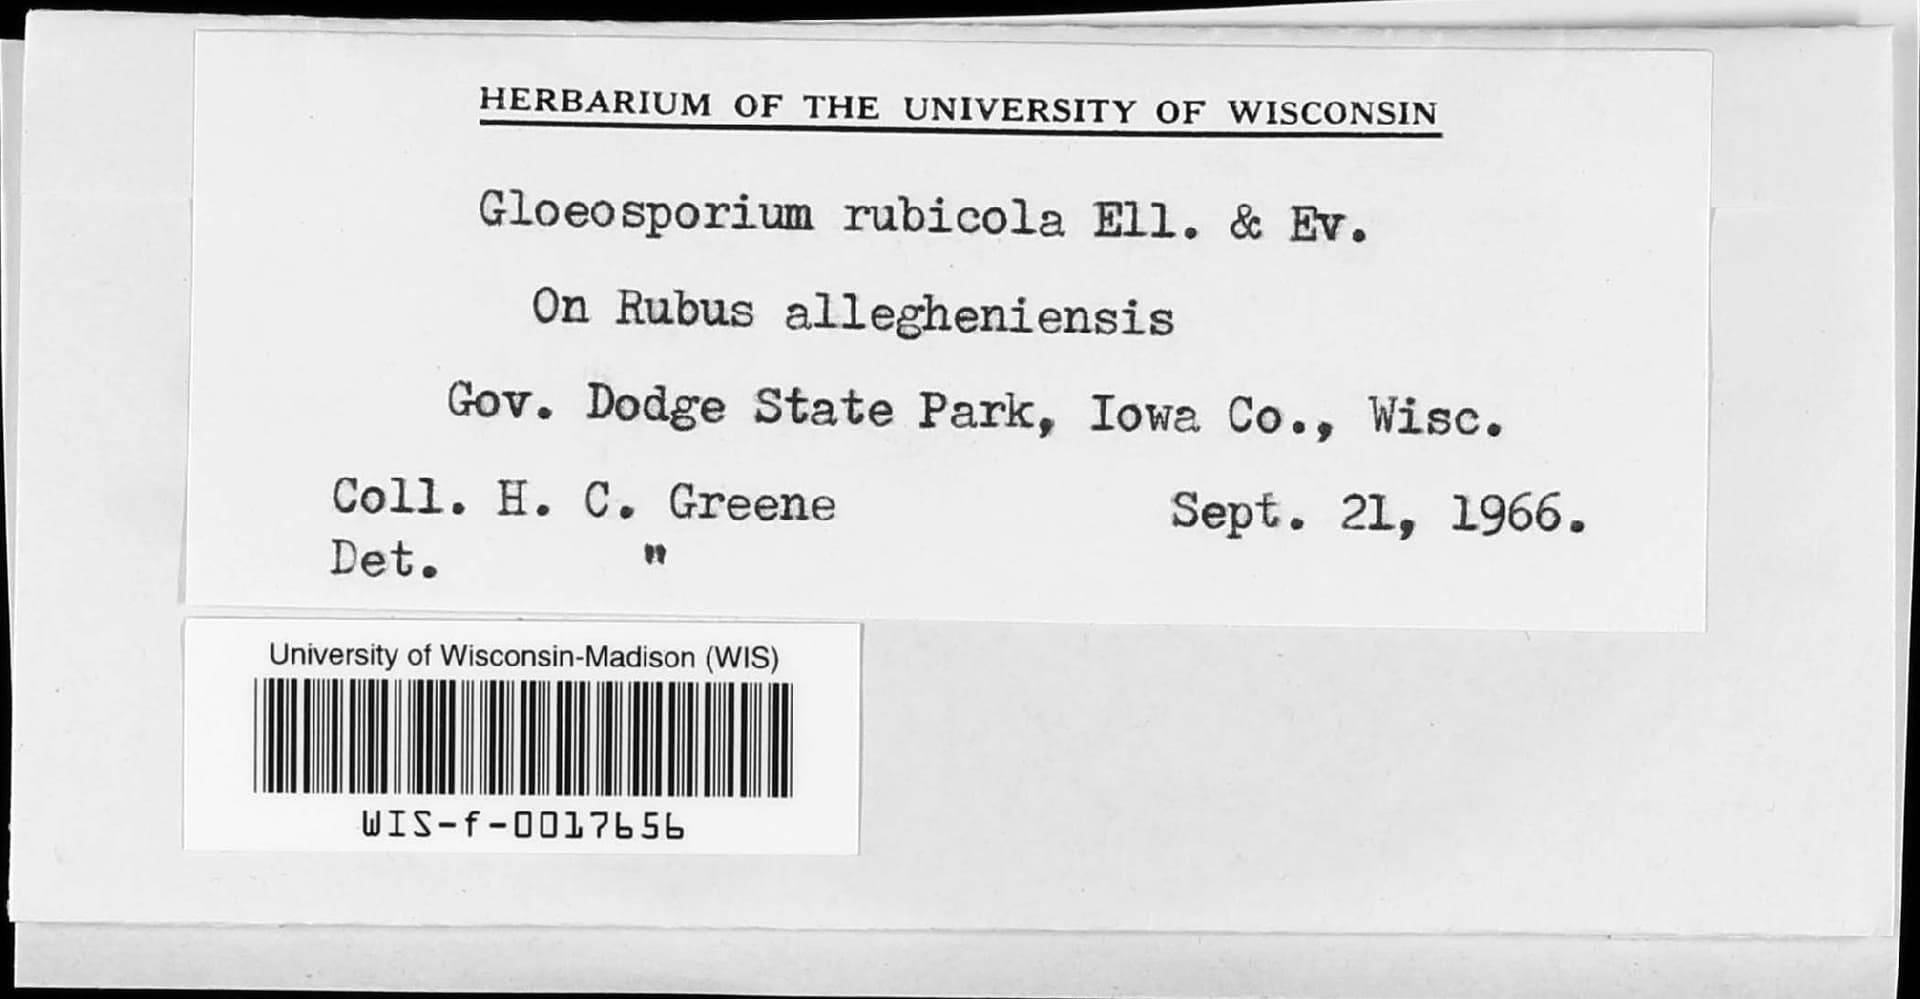 HERBARIUM OF THE UNIVERSITY OF WISCONSIN
Gloeosporium rubicola Ell. & Ev.
On Rubus allegheniensis
Gov. Dodge State Park, Iowa Co., Wisc.
Coll. H. C. Greene Sept. 21, 1966.
Det. "
University of Wisconsin-Madison (WIS)
WIS-f-0017656